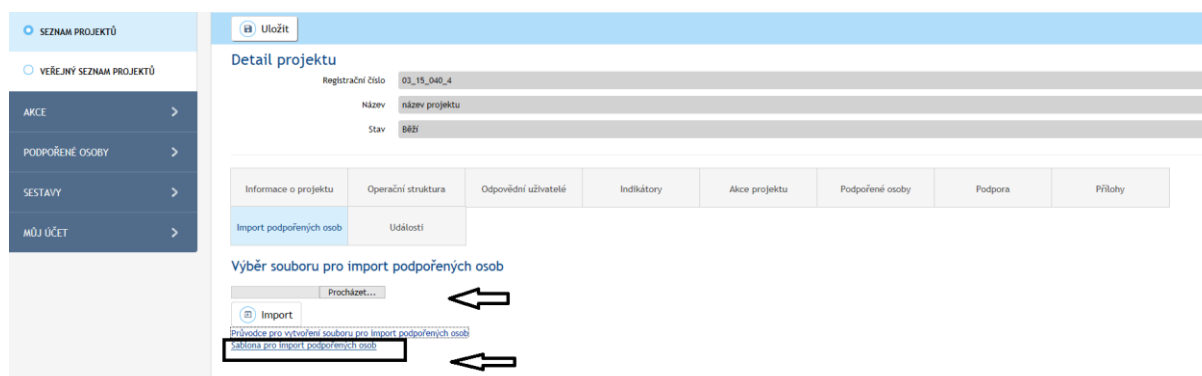 SEZNAM PROJEKTŮ
VEŘEJNÝ SEZNAM PROJEKTŮ
AKCE
PODPOŘENÉ OSOBY
SESTAVY
MŮJ ÚČET
Uložit
Detail projektu
Registrační číslo 03_15_040_4
Název název projektu
Stav Běží
Informace o projektu Operační struktura Odpovědní uživatelé Indikátory Akce projektu Podpořené osoby Podpora Přílohy
Import podpořených osob Události
Výběr souboru pro import podpořených osob
Procházet...
Import
Průvodce pro vytvoření souboru pro import podpořených osob
Šablona pro import podpořených osob